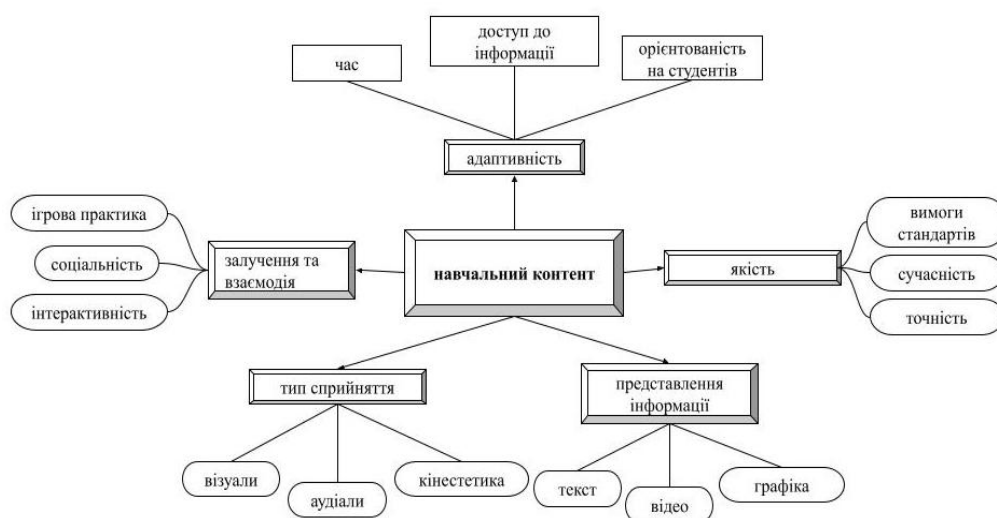 доступ до
інформації
час
орієнтованість
на студентів
адаптивність
ігрова практика
соціальність
інтерактивність
залучення та
взаємодія
навчальний контент
якість
вимоги
стандартів
сучасність
точність
тип сприйняття
представлення
інформації
візуали
аудіали
кінестетика
текст
відео
графіка